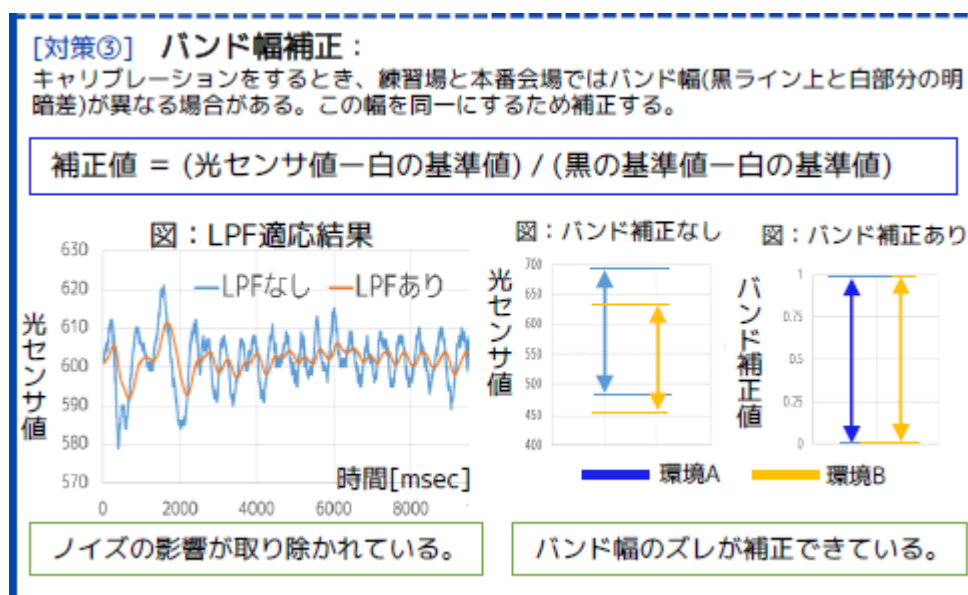 [対策③] バンド幅補正：
キャリブレーションをするとき、練習場と本番会場ではバンド幅(黒ライン上と白部分の明
暗差)が異なる場合がある。この幅を同一にするため補正する。
補正値 = (光センサ値ー白の基準値) / (黒の基準値ー白の基準値)
図：LPF適応結果
LPFなし LPFあり
光センサ値
630
620
610
600
590
580
570
0 2000 4000 6000 8000
時間[msec]
図：バンド補正なし
光センサ値
700
650
600
550
500
450
400
図：バンド補正あり
バンド補正値
1
0.75
0.5
0.25
0
環境A 環境B
ノイズの影響が取り除かれている。
バンド幅のズレが補正できている。